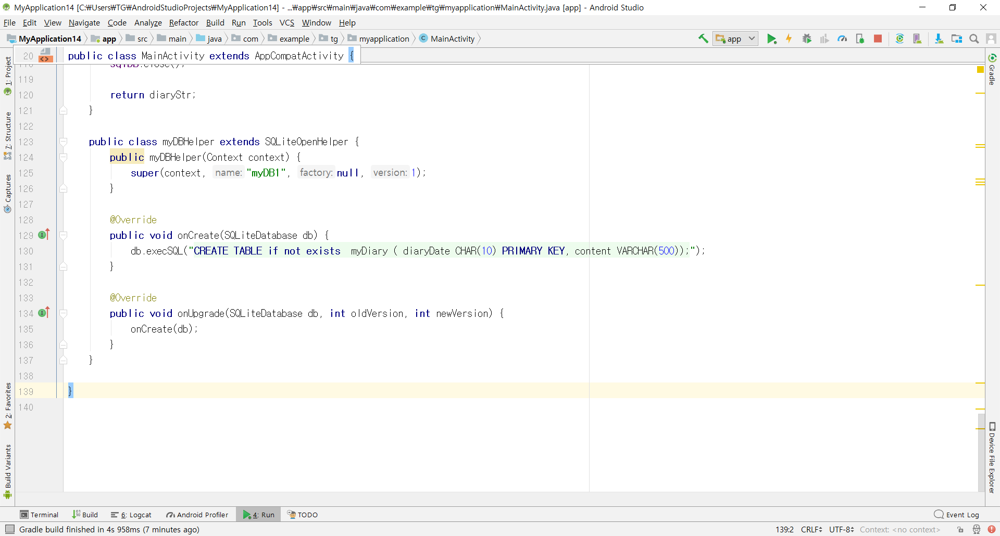 MyApplication14 [C:₩Users₩TG₩AndroidStudioProjects₩MyApplication14] - ...₩app₩src₩main₩java₩com₩example₩tg₩myapplication₩MainActivity.java [app] - Android Studio
File Edit View Navigate Code Analyze Refactor Build Run Tools VCS Window Help
MyApplication14 app src main java com example tg myapplication MainActivity app
20 public class MainActivity extends AppCompatActivity {
118 sqlDB.close();
119
120 return diaryStr;
121 }
122
123 public class myDBHelper extends SQLiteOpenHelper {
124 public myDBHelper(Context context) {
125 super(context, name: "myDB1", factory: null, version: 1);
126 }
127
128 @Override
129 public void onCreate(SQLiteDatabase db) {
130 db.execSQL("CREATE TABLE if not exists  myDiary ( diaryDate CHAR(10) PRIMARY KEY, content VARCHAR(500));");
131 }
132
133 @Override
134 public void onUpgrade(SQLiteDatabase db, int oldVersion, int newVersion) {
135 onCreate(db);
136 }
137 }
138
139 }
140
1: Project
7: Structure
Captures
2: Favorites
Build Variants
Gradle
Device File Explorer
Terminal Build 6: Logcat Android Profiler 4: Run TODO Event Log
Gradle build finished in 4s 958ms (7 minutes ago) 139:2 CRLF UTF-8 Context: <no context>